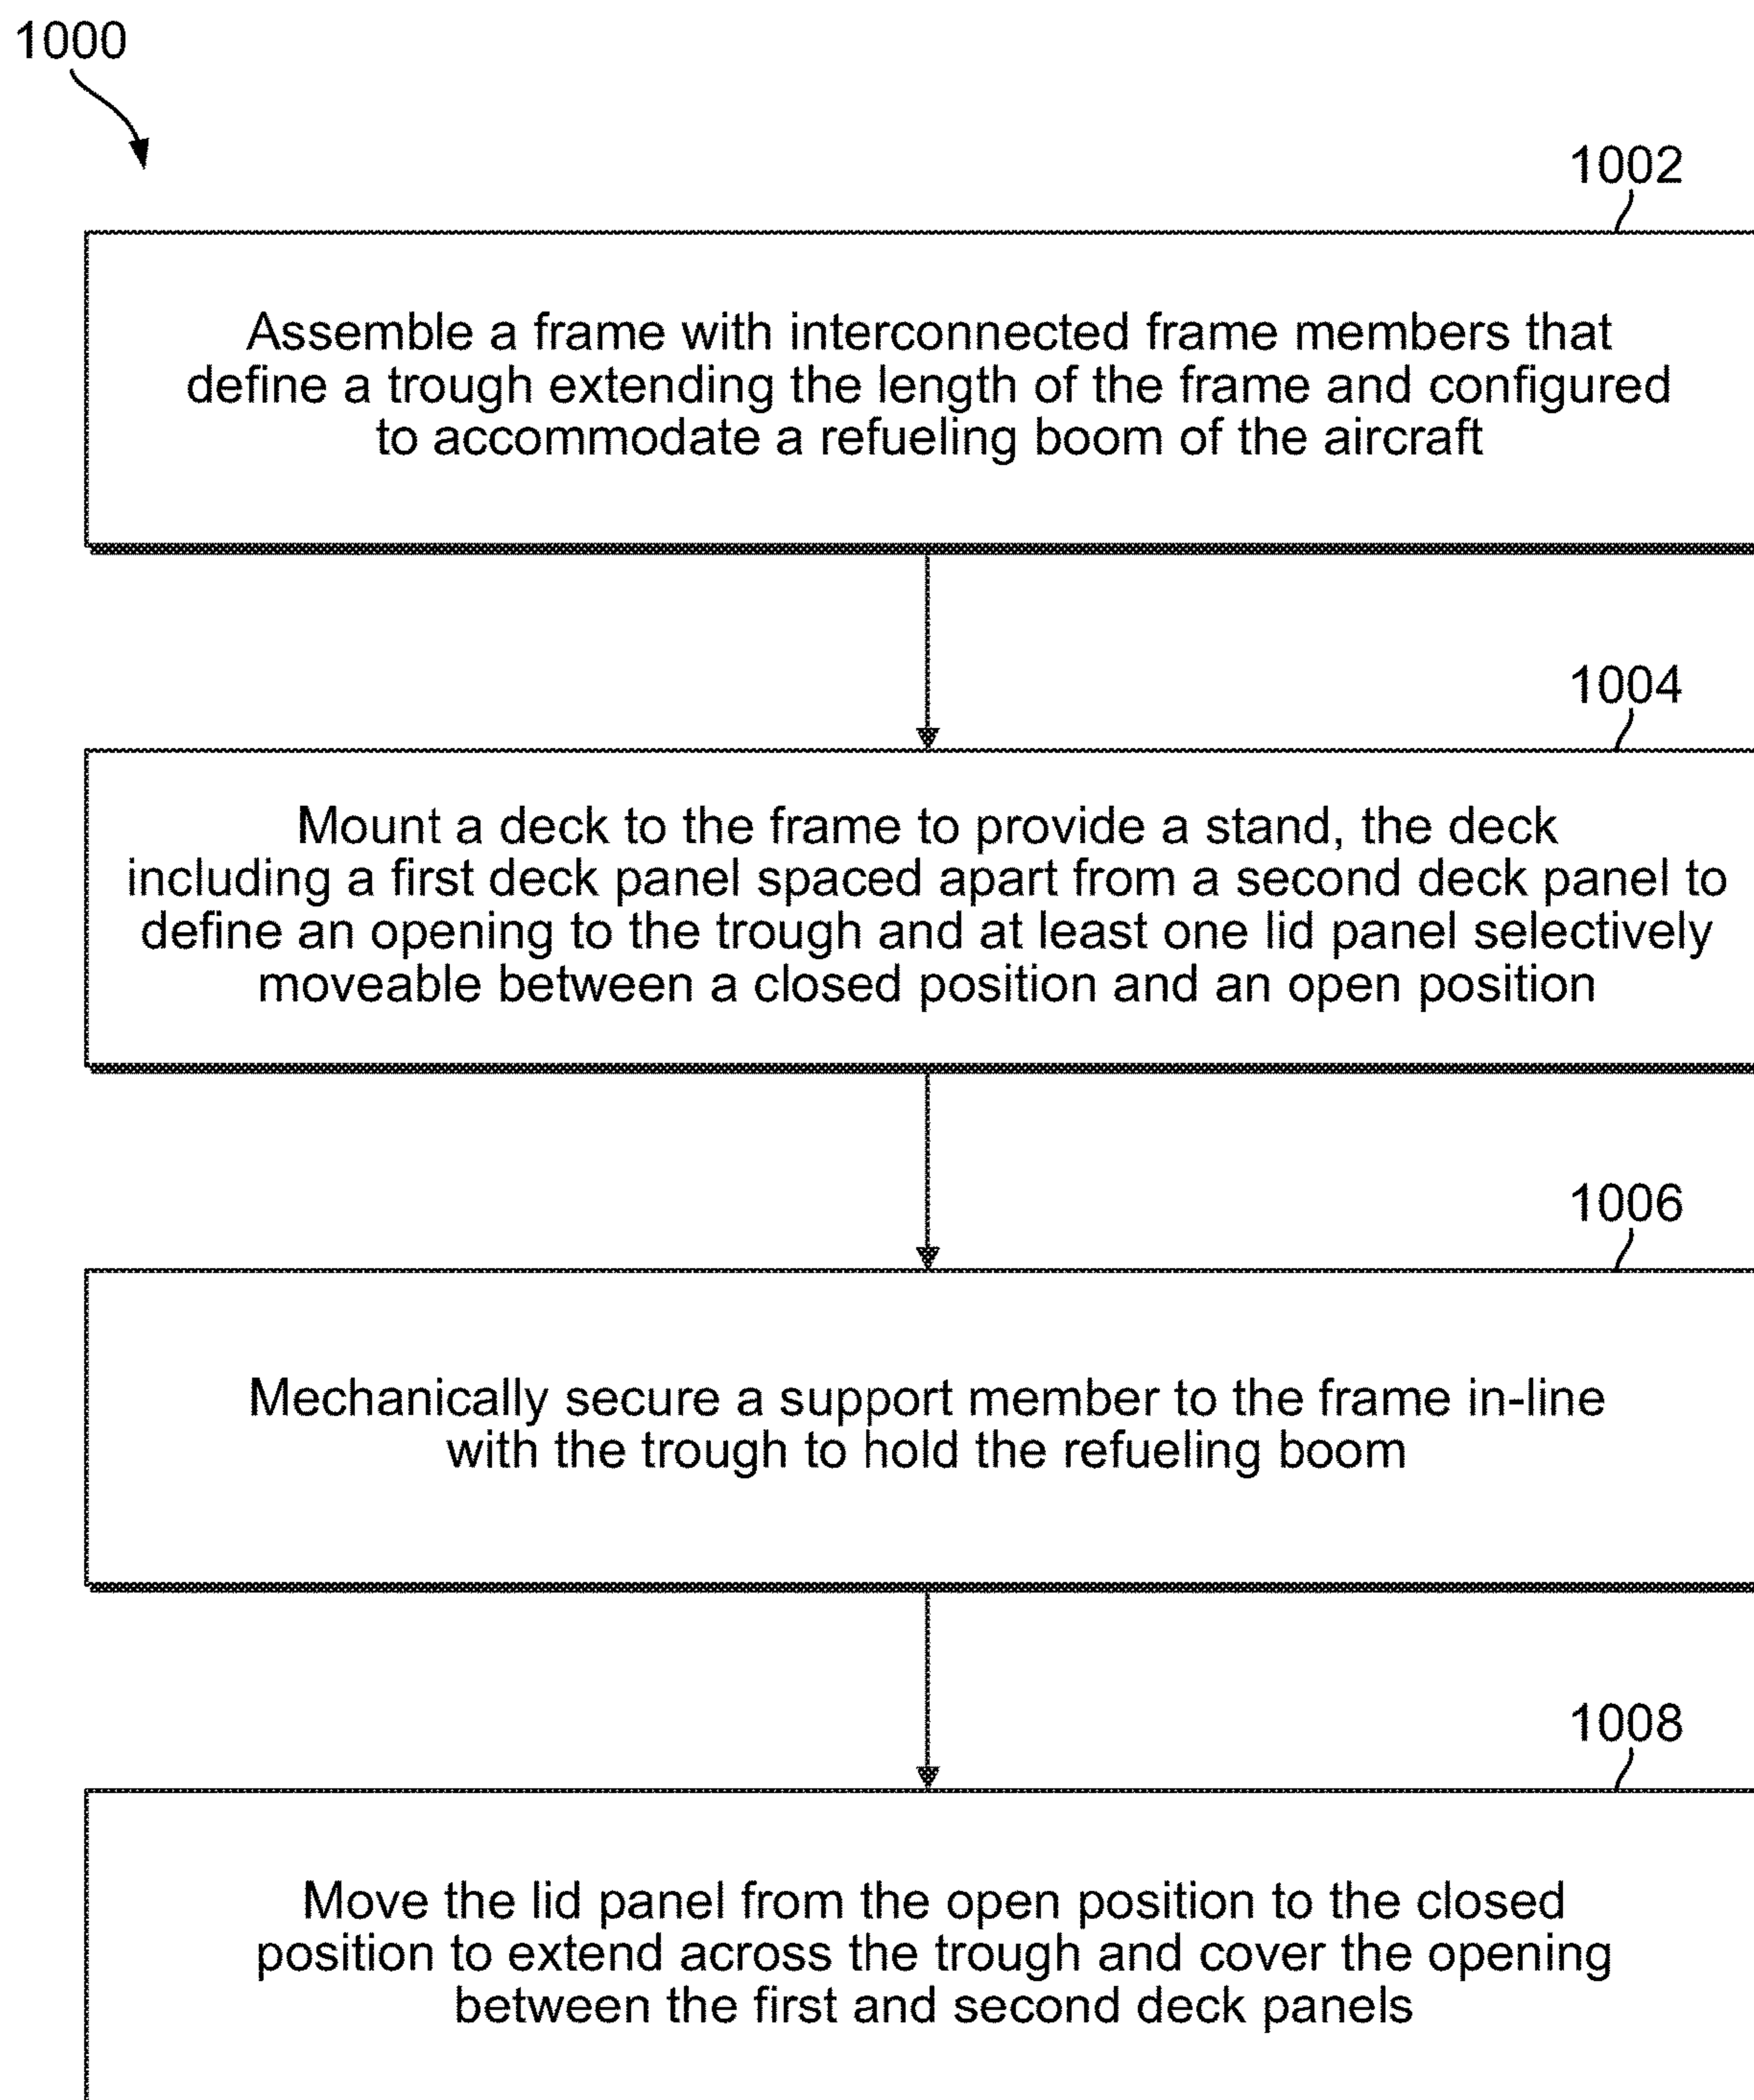 1000
1002
Assemble a frame with interconnected frame members that
define a trough extending the length of the frame and configured
to accommodate a refueling boom of the aircraft
1004
Mount a deck to the frame to provide a stand, the deck
including a first deck panel spaced apart from a second deck panel to
define an opening to the trough and at least one lid panel selectively
moveable between a closed position and an open position
1006
Mechanically secure a support member to the frame in-line
with the trough to hold the refueling boom
1008
Move the lid panel from the open position to the closed
position to extend across the trough and cover the opening
between the first and second deck panels